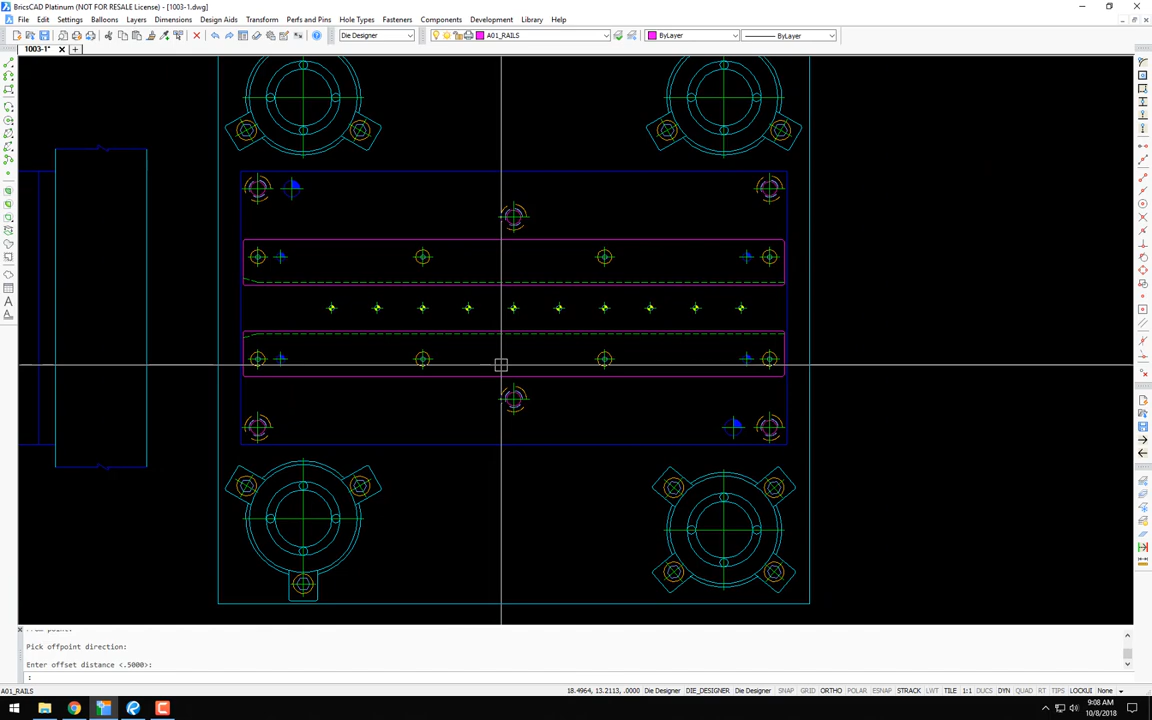 BricsCAD Platinum (NOT FOR RESALE License) - [1003-1.dwg]
File Edit Settings Balloons Layers Dimensions Design Aids Transform Perfs and Pins Hole Types Fasteners Components Development Library Help
Die Designer A01_RAILS ByLayer ByLayer
1003-1*
Pick offpoint direction:
Enter offset distance <.5000>:
:
A01_RAILS 18.4964, 13.2113, .0000 Die Designer DIE_DESIGNER Die Designer SNAP GRID ORTHO POLAR ESNAP STRACK LWT TILE 1:1 DUCS DYN QUAD RT TIPS LOCKUI None
9:08 AM
10/8/2018